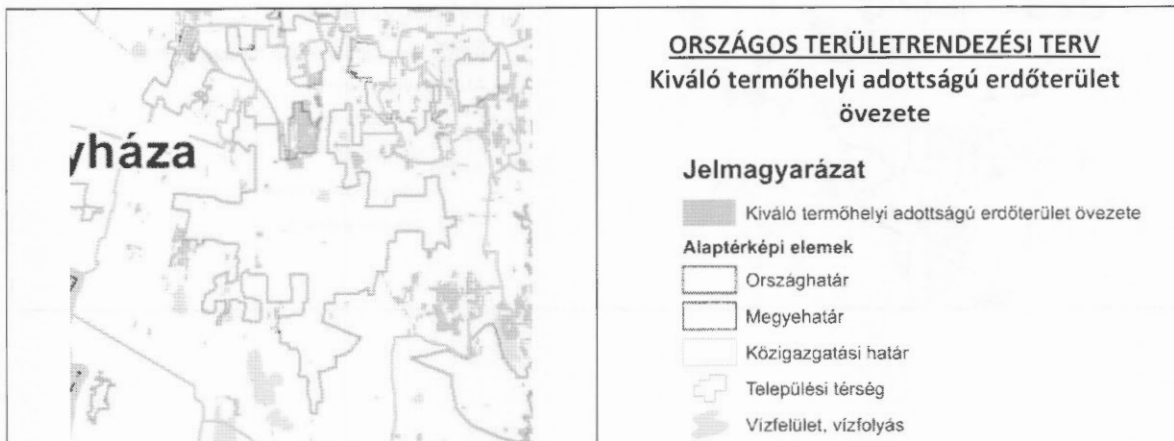 yháza
ORSZÁGOS TERÜLETRENDEZÉSI TERV
Kiváló termőhelyi adottságú erdőterület
övezete
Jelmagyarázat
Kiváló termőhelyi adottságú erdőterület övezete
Alaptérképi elemek
Országhatár
Megyehatár
Közigazgatási határ
Települési térség
Vízfelület, vízfolyás